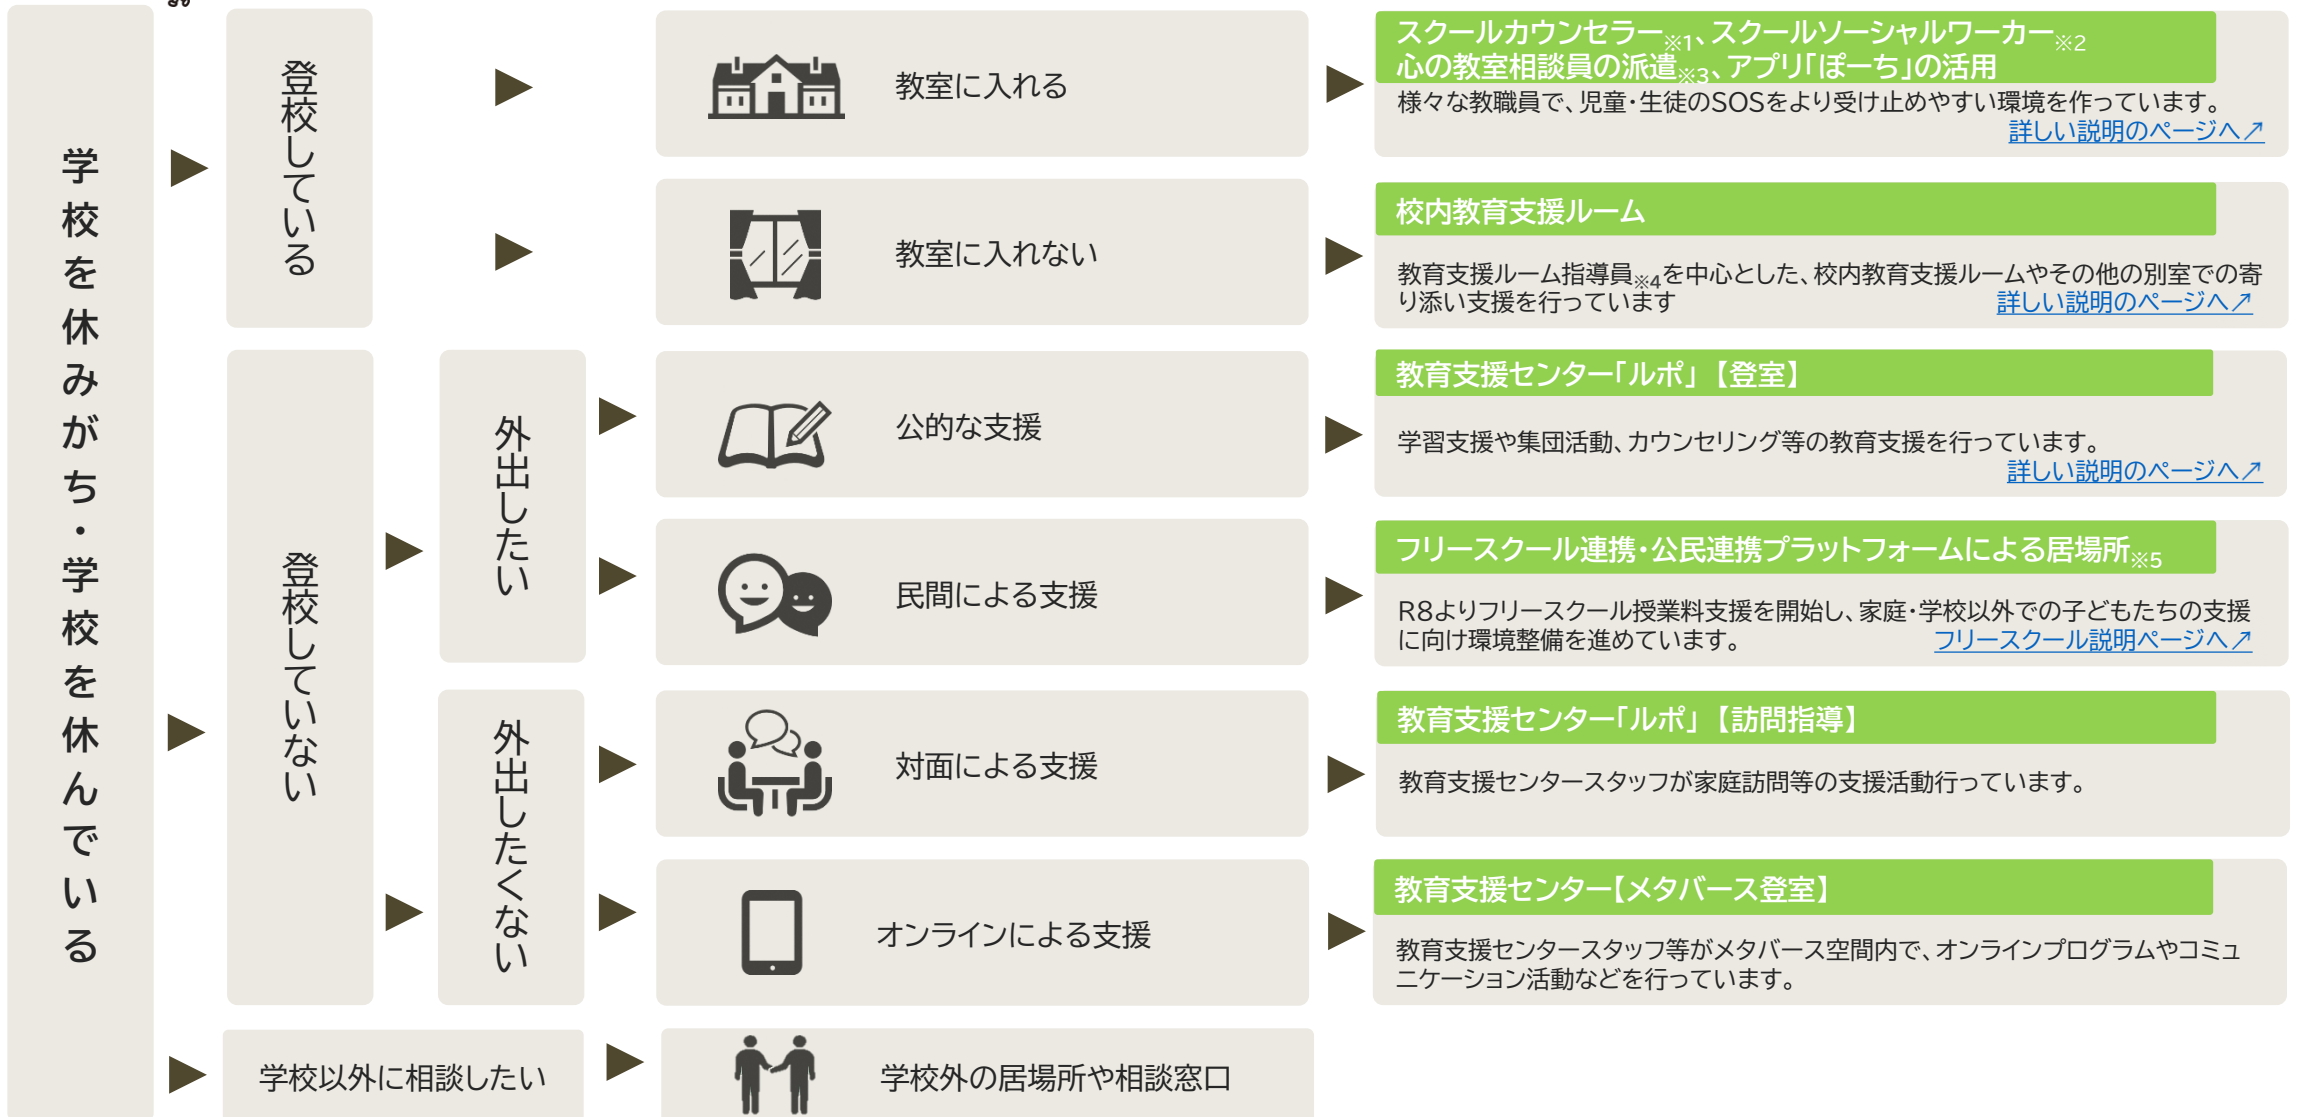 学校を休みがち・学校を休んでいる
登校している
教室に入れる
スクールカウンセラー※1、スクールソーシャルワーカー※2
心の教室相談員の派遣※3、アプリ「ぽーち」の活用
様々な教職員で、児童・生徒のSOSをより受け止めやすい環境を作っています。
詳しい説明のページへ↗
教室に入れない
校内教育支援ルーム
教育支援ルーム指導員※4を中心とした、校内教育支援ルームやその他の別室での寄
り添い支援を行っています 詳しい説明のページへ↗
登校していない
外出したい
公的な支援
教育支援センター「ルポ」【登室】
学習支援や集団活動、カウンセリング等の教育支援を行っています。
詳しい説明のページへ↗
民間による支援
フリースクール連携・公民連携プラットフォームによる居場所※5
R8よりフリースクール授業料支援を開始し、家庭・学校以外での子どもたちの支援
に向け環境整備を進めています。 フリースクール説明ページへ↗
外出したくない
対面による支援
教育支援センター「ルポ」【訪問指導】
教育支援センタースタッフが家庭訪問等の支援活動行っています。
オンラインによる支援
教育支援センター【メタバース登室】
教育支援センタースタッフ等がメタバース空間内で、オンラインプログラムやコミュ
ニケーション活動などを行っています。
学校以外に相談したい
学校外の居場所や相談窓口